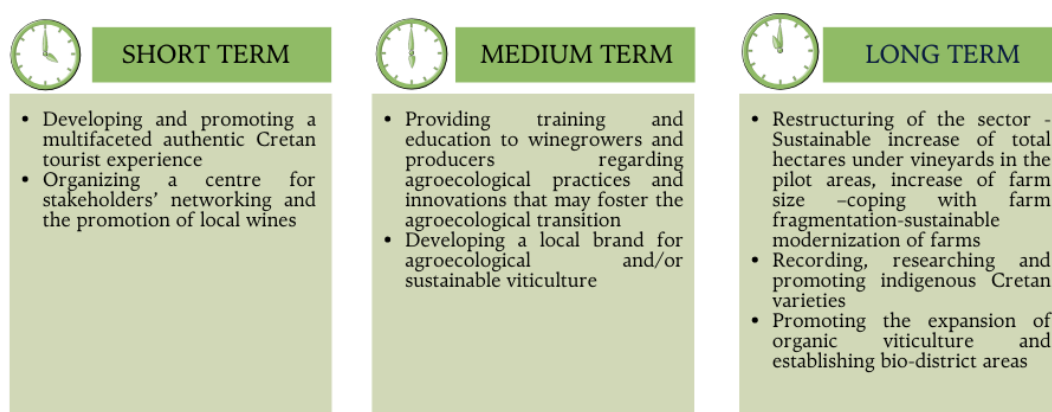 SHORT TERM
• Developing and promoting a
multifaceted authentic Cretan
tourist experience
• Organizing a centre for
stakeholders’ networking and
the promotion of local wines
MEDIUM TERM
• Providing training and
education to winegrowers and
producers regarding
agroecological practices and
innovations that may foster the
agroecological transition
• Developing a local brand for
agroecological and/or
sustainable viticulture
LONG TERM
• Restructuring of the sector -
Sustainable increase of total
hectares under vineyards in the
pilot areas, increase of farm
size –coping with farm
fragmentation-sustainable
modernization of farms
• Recording, researching and
promoting indigenous Cretan
varieties
• Promoting the expansion of
organic viticulture and
establishing bio-district areas